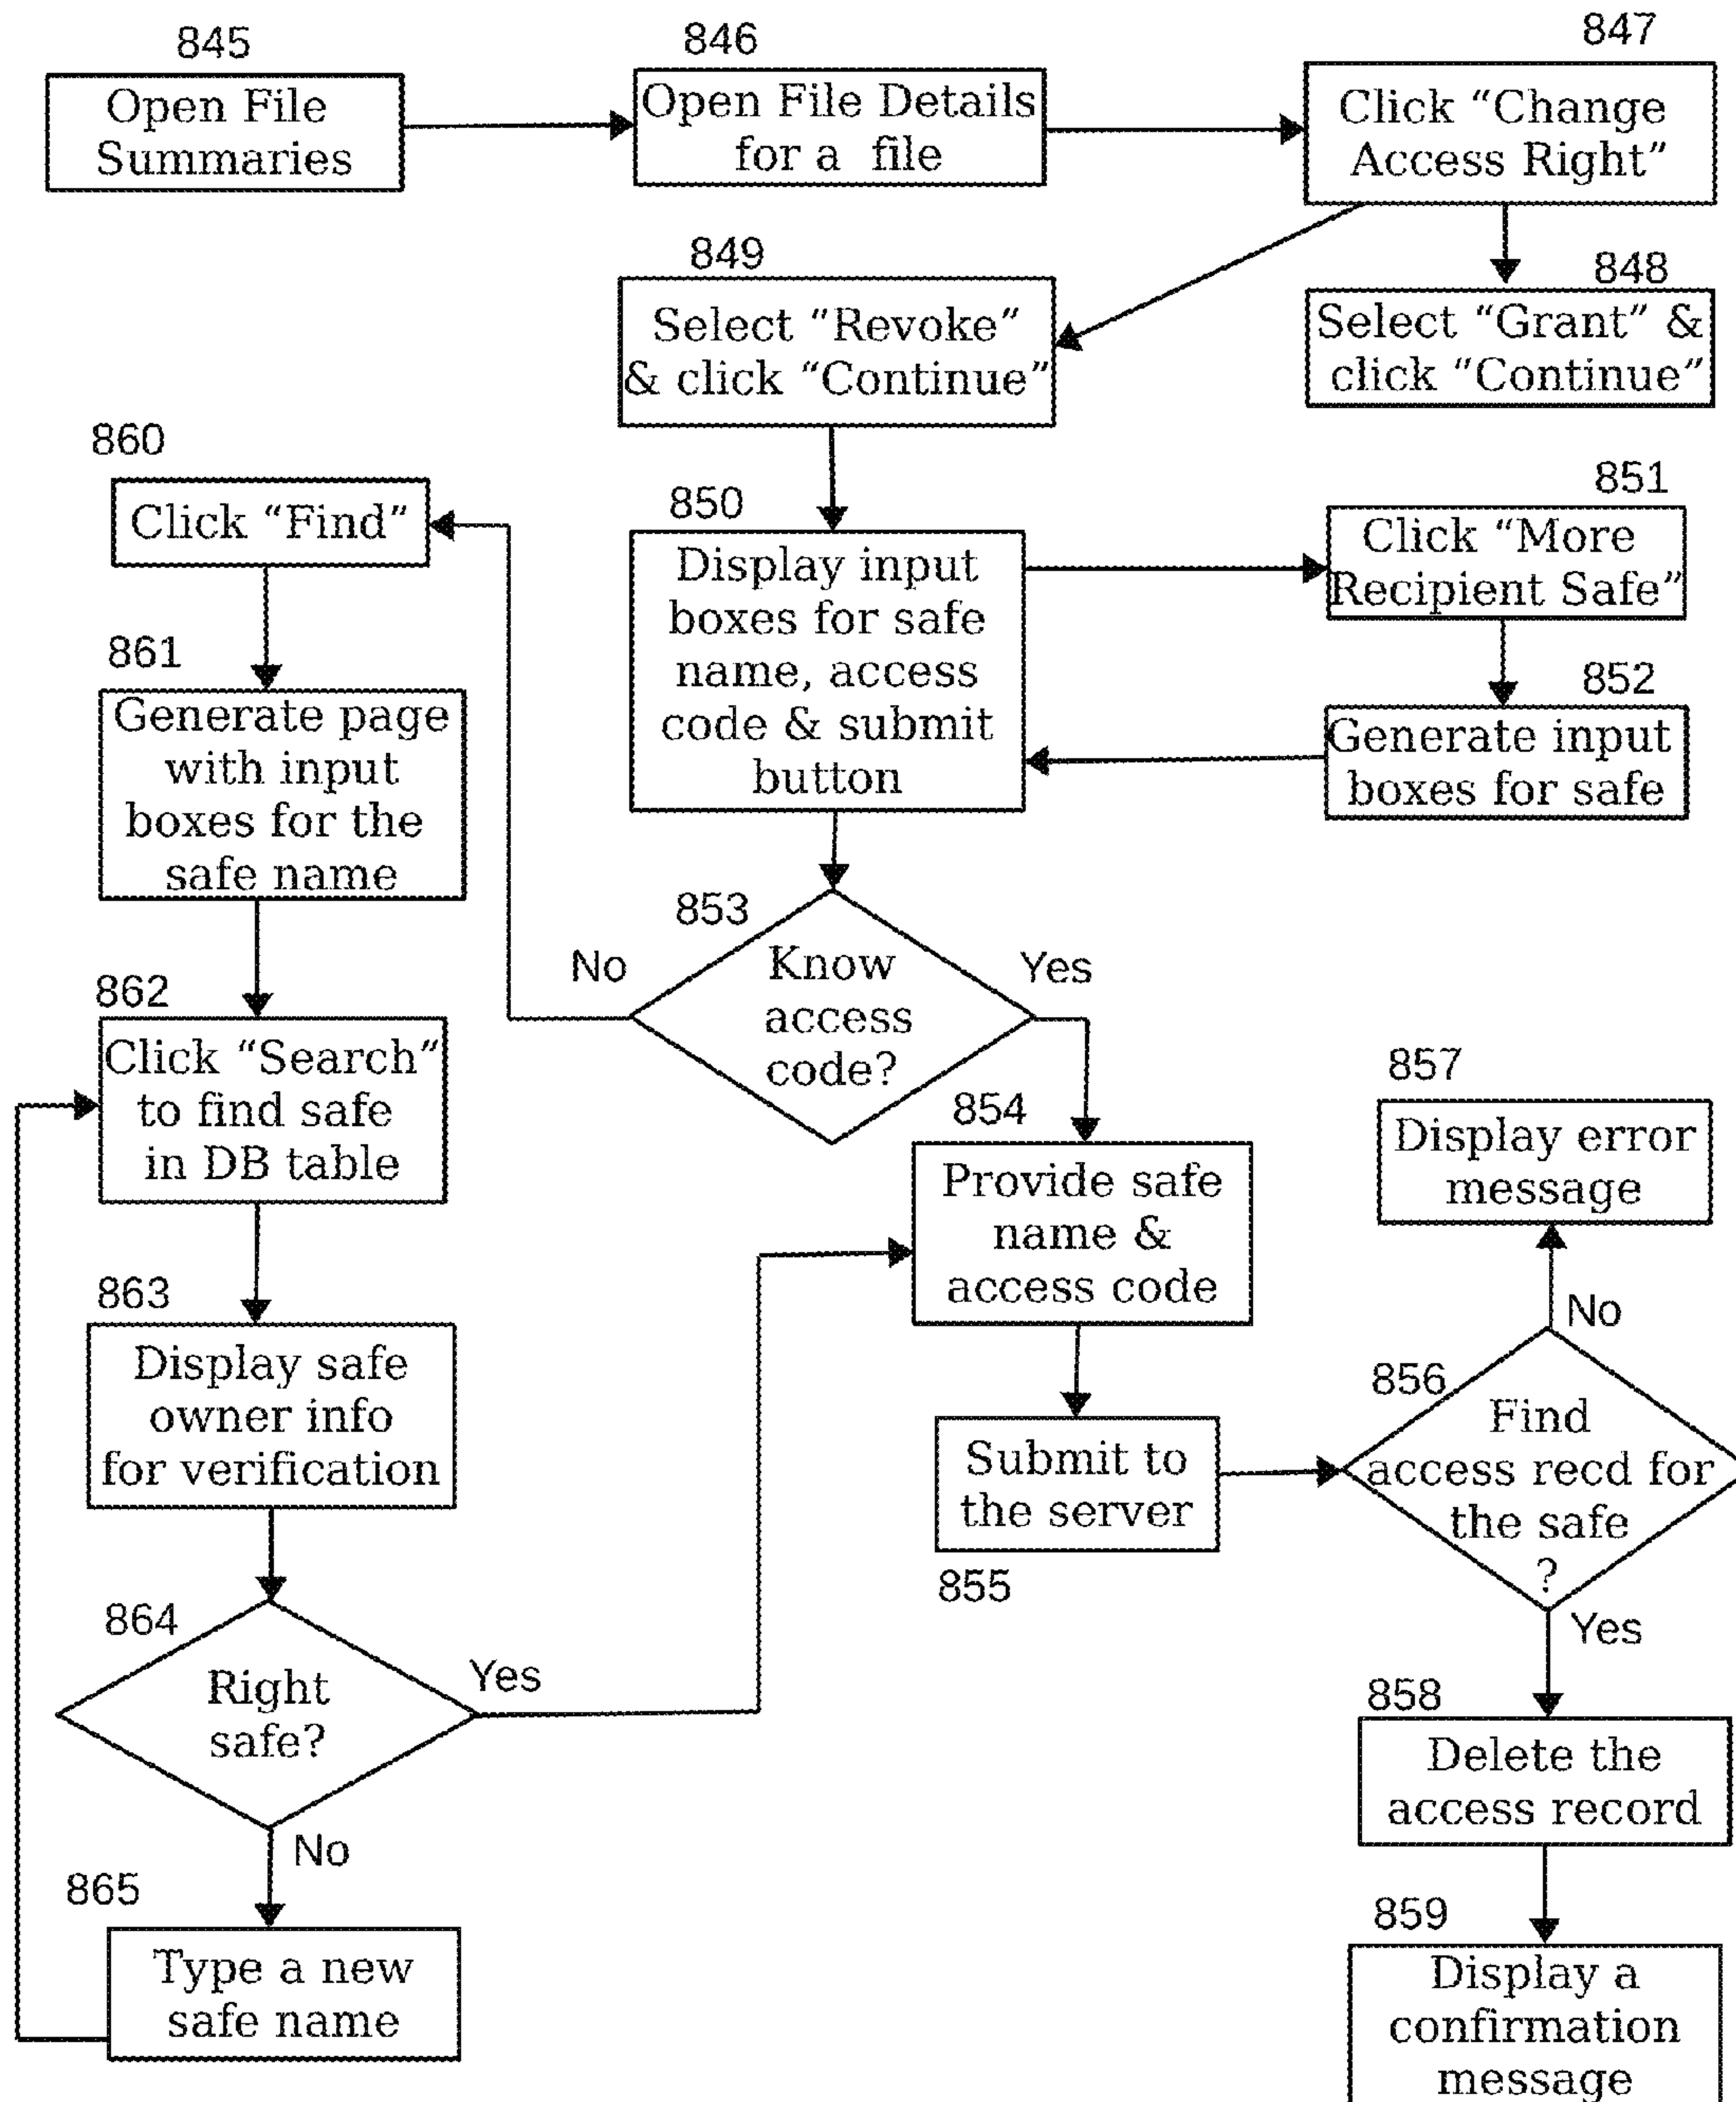 845
Open File
Summaries
846
Open File Details
for a file
847
Click “Change
Access Right”
849
Select “Revoke”
& click “Continue”
848
Select “Grant” &
click “Continue”
860
Click “Find”
850
Display input
boxes for safe
name, access
code & submit
button
851
Click “More
Recipient Safe”
852
Generate input
boxes for safe
861
Generate page
with input
boxes for the
safe name
853
Know
access
code?
No
Yes
862
Click “Search“
to find safe
in DB table
854
Provide safe
name &
access code
857
Display error
message
No
863
Display safe
owner info
for verification
855
Submit to
the server
856
Find
access recd for
the safe
?
Yes
864
Right
safe?
Yes
No
858
Delete the
access record
865
Type a new
safe name
859
Display a
confirmation
message